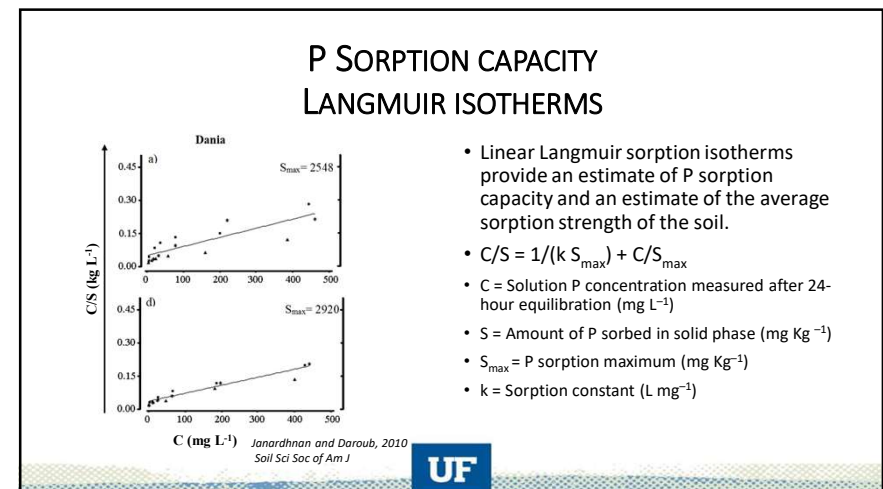 P SORPTION CAPACITY
LANGMUIR ISOTHERMS
Dania
a)
Smax= 2548
0.45
0.30
0.15
0.00
0 100 200 300 400 500
C/S (kg L-1)
d)
Smax= 2920
0.45
0.30
0.15
0.00
0 100 200 300 400 500
C (mg L-1)
Janardhnan and Daroub, 2010
Soil Sci Soc of Am J
• Linear Langmuir sorption isotherms
provide an estimate of P sorption
capacity and an estimate of the average
sorption strength of the soil.
• C/S = 1/(k Smax) + C/Smax
• C = Solution P concentration measured after 24-
hour equilibration (mg L–1)
• S = Amount of P sorbed in solid phase (mg Kg –1)
• Smax = P sorption maximum (mg Kg–1)
• k = Sorption constant (L mg–1)
UF